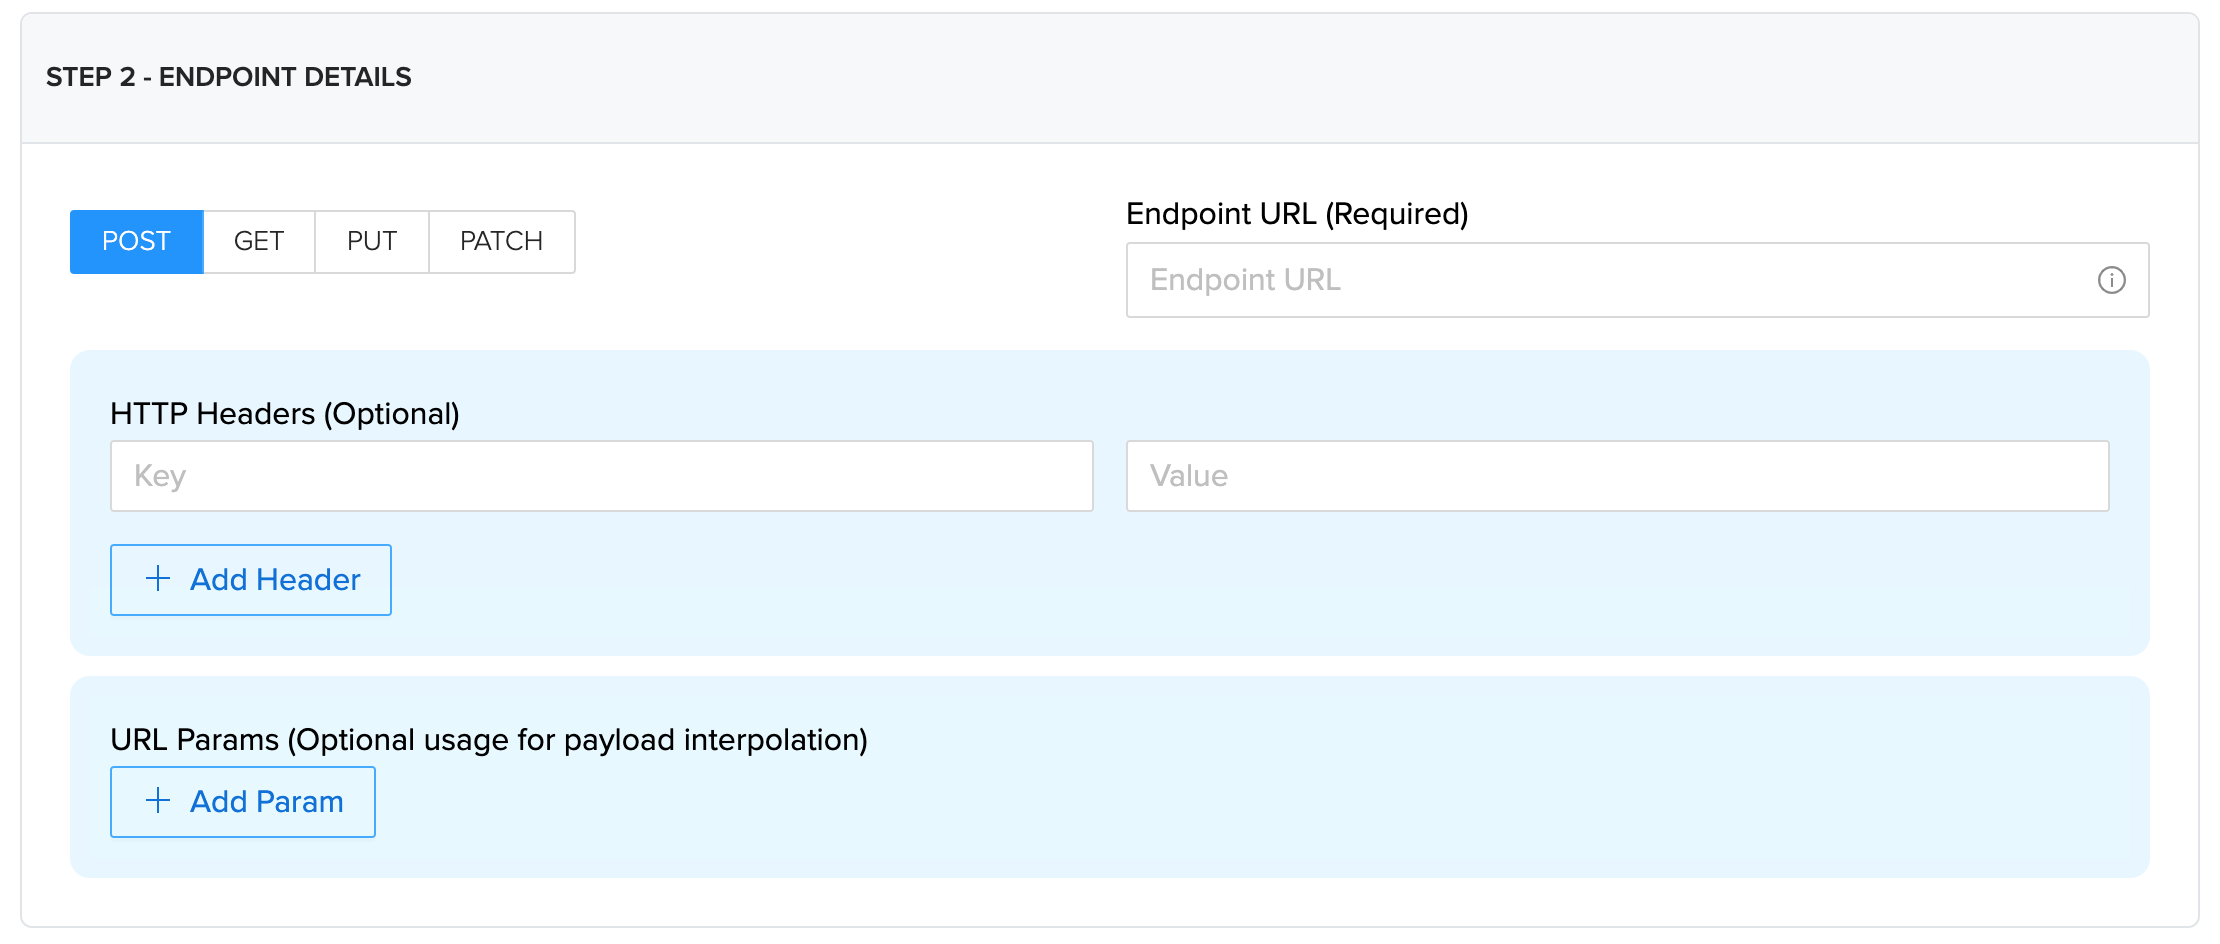 STEP 2 - ENDPOINT DETAILS
POST GET PUT PATCH
Endpoint URL (Required)
Endpoint URL
HTTP Headers (Optional)
Key Value
+ Add Header
URL Params (Optional usage for payload interpolation)
+ Add Param